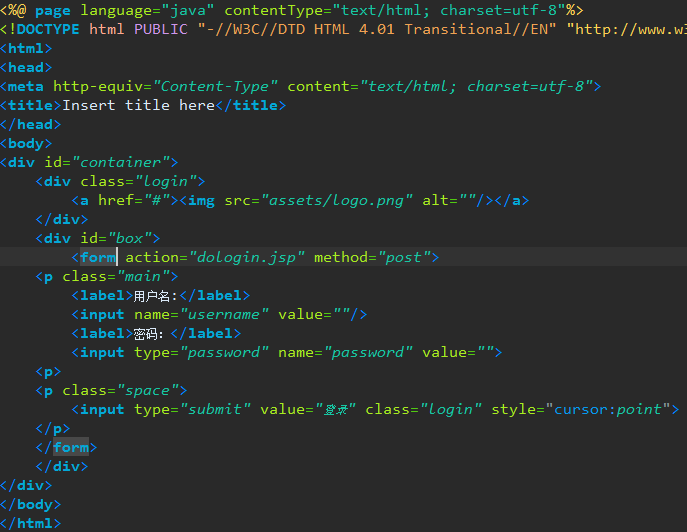 <%@ page language="java" contentType="text/html; charset=utf-8"%>
<!DOCTYPE html PUBLIC "-//W3C//DTD HTML 4.01 Transitional//EN" "http://www.w3
<html>
<head>
<meta http-equiv="Content-Type" content="text/html; charset=utf-8">
<title>Insert title here</title>
</head>
<body>
<div id="container">
    <div class="login">
        <a href="#"><img src="assets/logo.png" alt=""/></a>
    </div>
    <div id="box">
        <form action="dologin.jsp" method="post">
    <p class="main">
        <label>用户名:</label>
        <input name="username" value=""/>
        <label>密码: </label>
        <input type="password" name="password" value="">
    <p>
    <p class="space">
        <input type="submit" value="登录" class="login" style="cursor:point">
    </p>
    </form>
    </div>
</div>
</body>
</html>